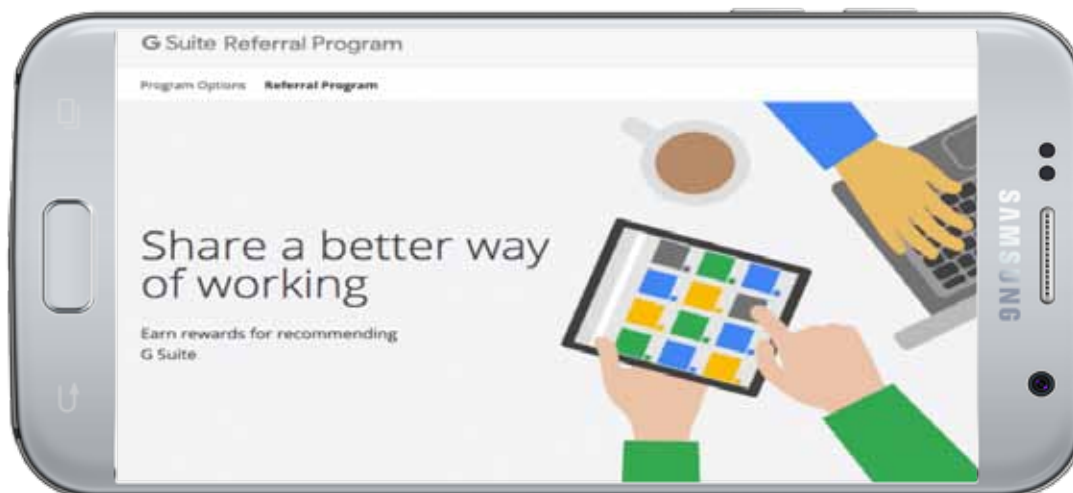 G Suite Referral Program
Program Options Referral Program
Share a better way
of working
Earn rewards for recommending
G Suite
SAMSUNG